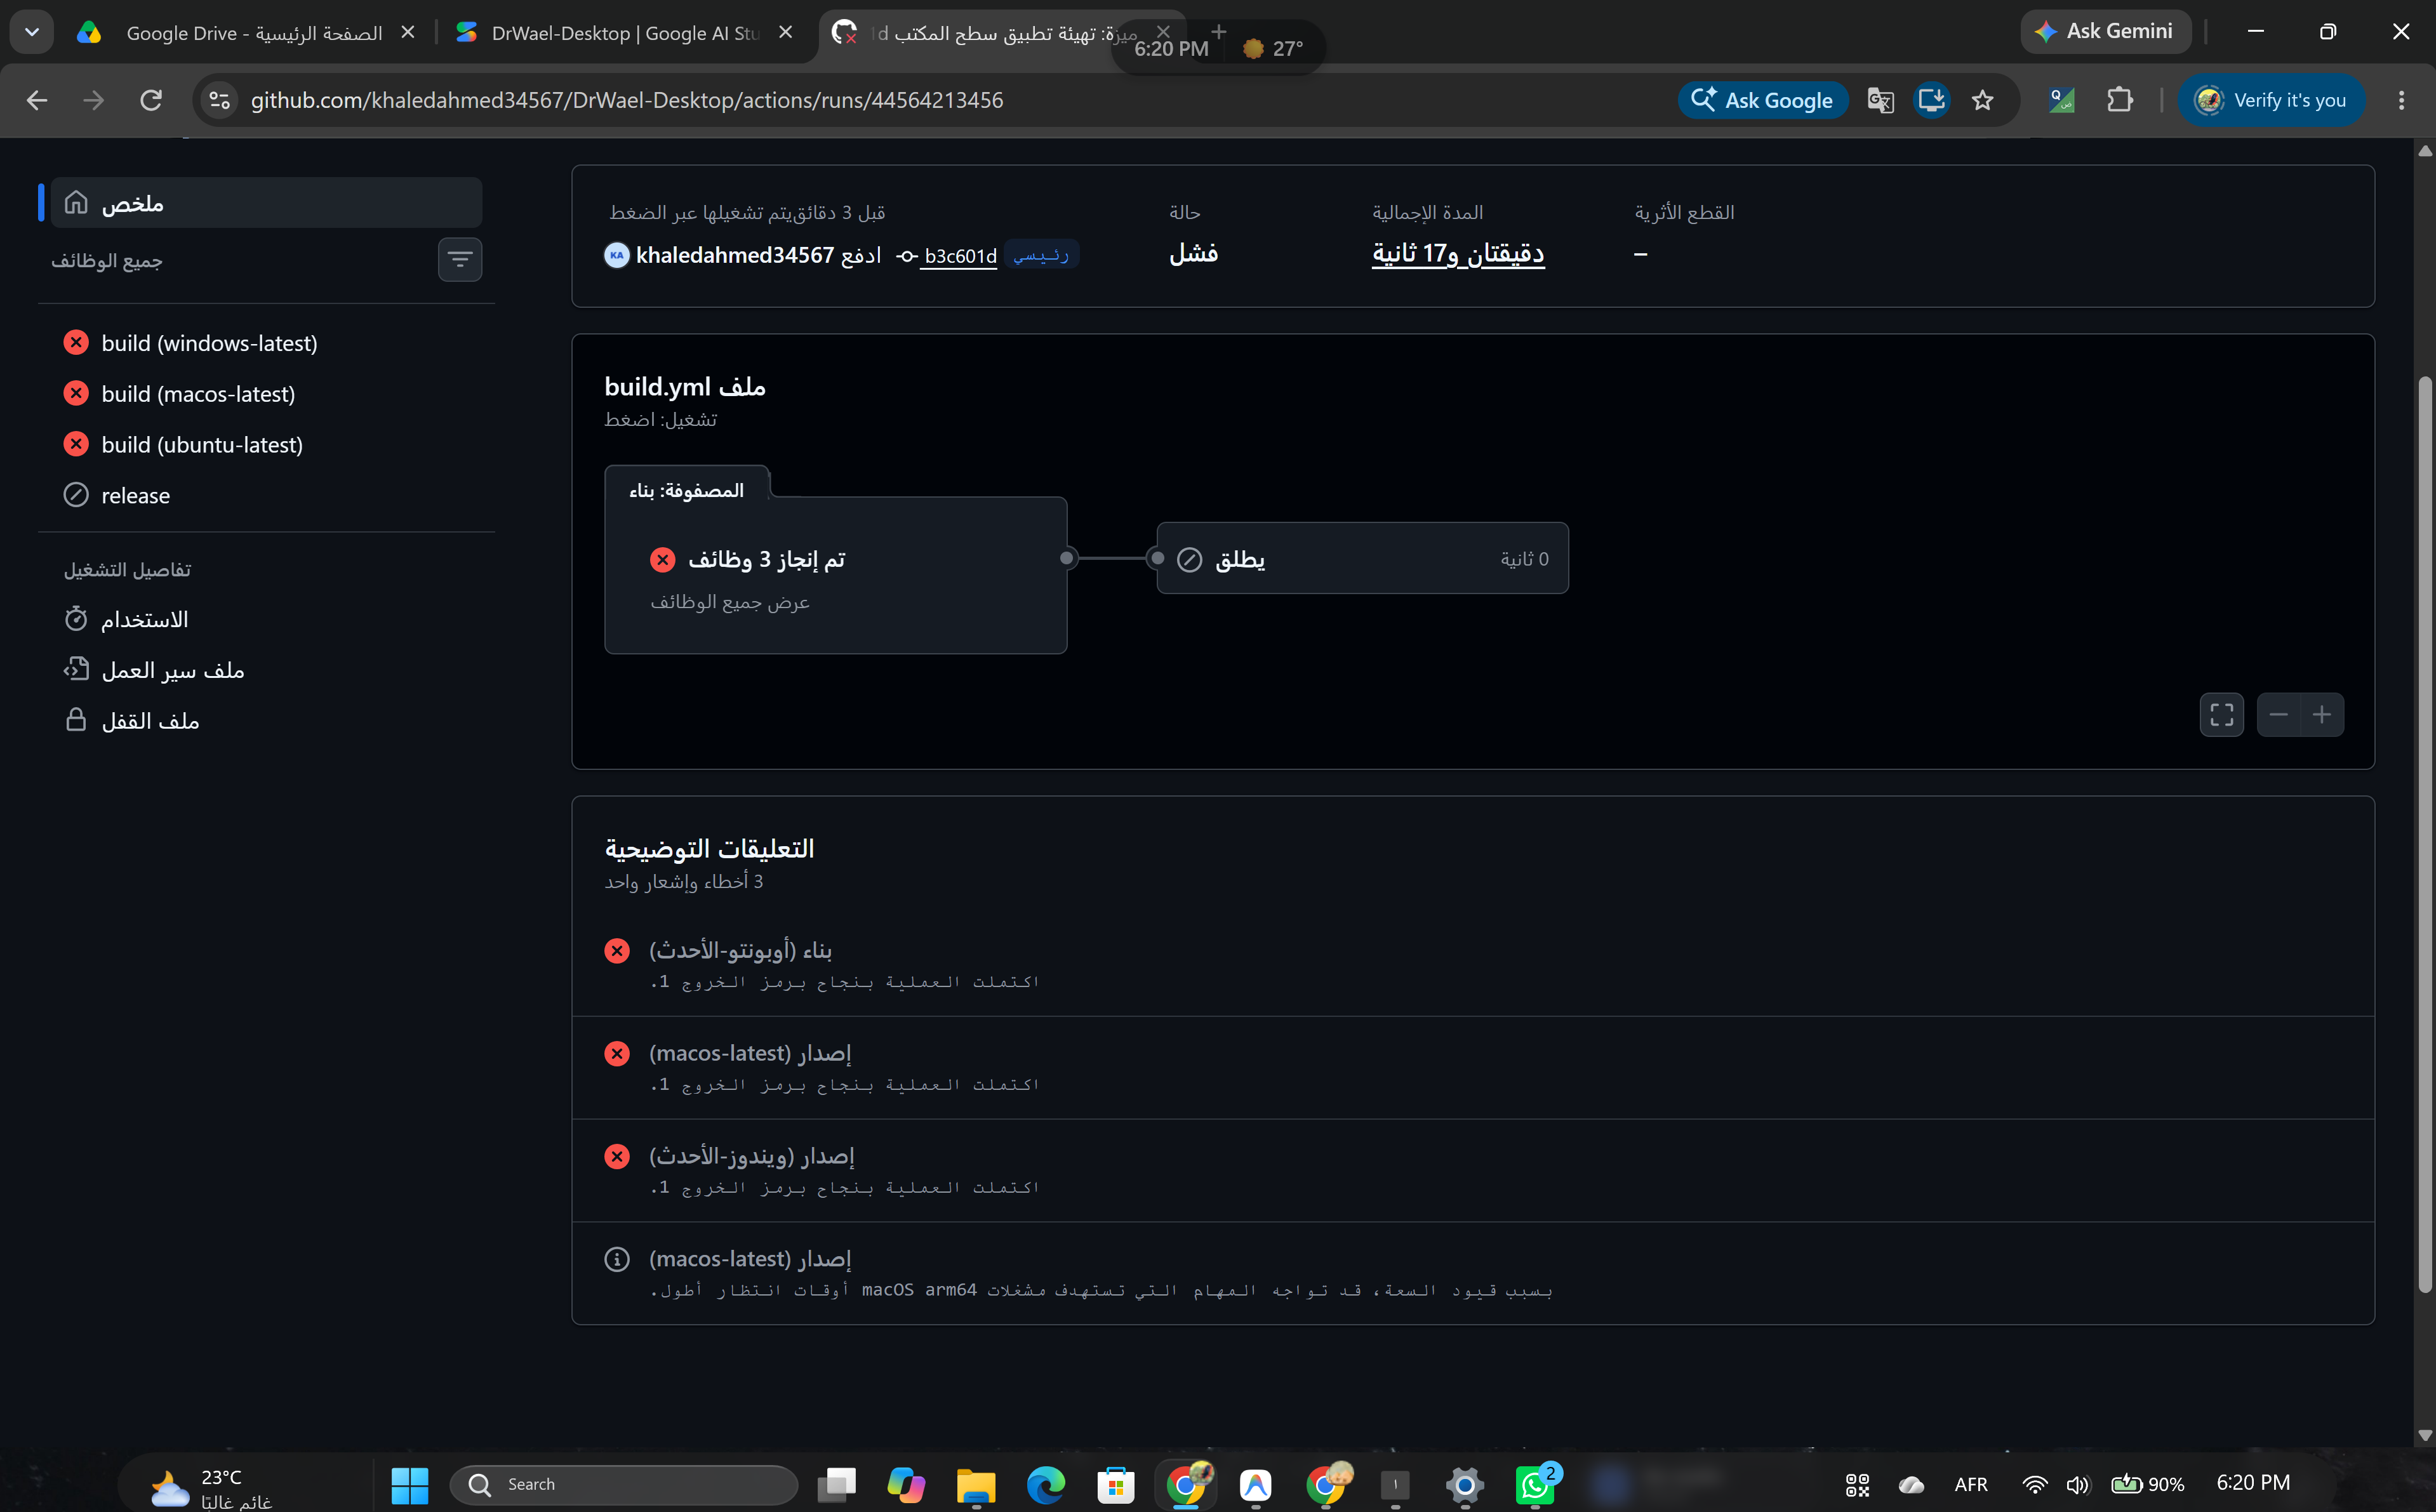 الصفحة الرئيسية - Google Drive
DrWael-Desktop | Google AI Stu
ميزة: تهيئة تطبيق سطح المكتب d
6:20 PM 27°
Ask Gemini
github.com/khaledahmed34567/DrWael-Desktop/actions/runs/44564213456
Ask Google
Verify it's you
ملخص
جميع الوظائف
build (windows-latest)
build (macos-latest)
build (ubuntu-latest)
release
تفاصيل التشغيل
الاستخدام
ملف سير العمل
ملف القفل
قبل 3 دقائقيتم تشغيلها عبر الضغط
khaledahmed34567 ادفع b3c601d رئيسي
حالة
فشل
المدة الإجمالية
دقيقتان و17 ثانية
القطع الأثرية
–
ملف build.yml
تشغيل: اضغط
المصفوفة: بناء
تم إنجاز 3 وظائف
عرض جميع الوظائف
يطلق
0 ثانية
التعليقات التوضيحية
3 أخطاء وإشعار واحد
بناء (أوبونتو-الأحدث)
اكتملت العملية بنجاح برمز الخروج 1.
إصدار (macos-latest)
اكتملت العملية بنجاح برمز الخروج 1.
إصدار (ويندوز-الأحدث)
اكتملت العملية بنجاح برمز الخروج 1.
إصدار (macos-latest)
بسبب قيود السعة، قد تواجه المهام التي تستهدف مشغلات macOS arm64 أوقات انتظار أطول.
23°C
غائم غالبًا
Search
2
AFR
90%
6:20 PM